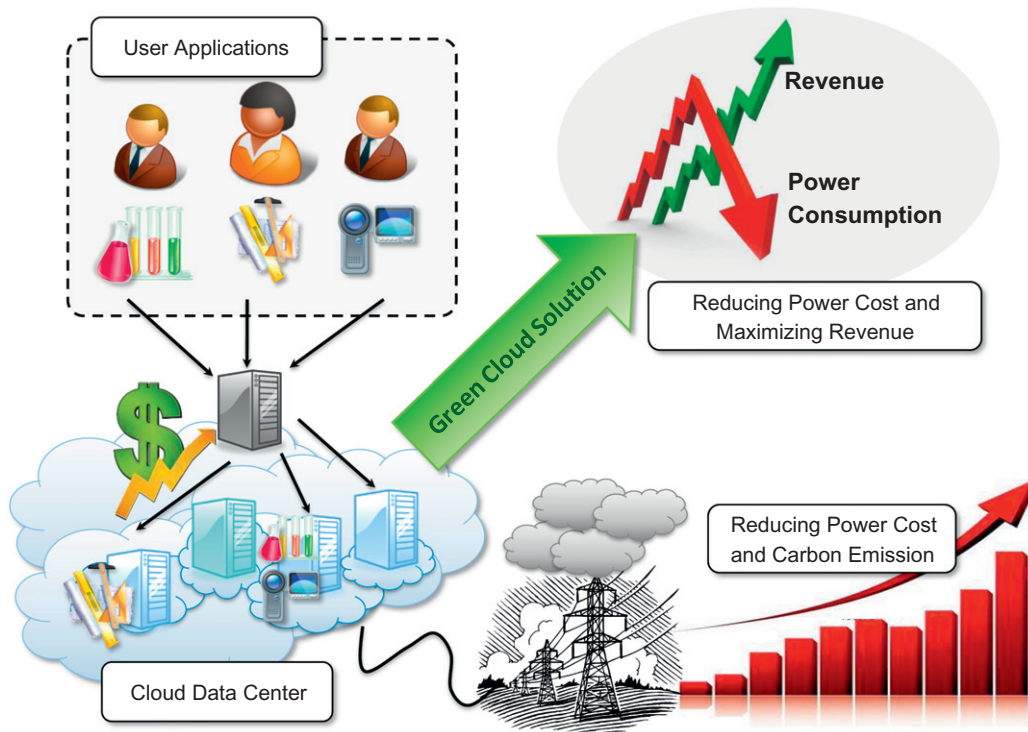 User Applications
Revenue
Power
Consumption
Reducing Power Cost and
Maximizing Revenue
Green Cloud Solution
Reducing Power Cost
and Carbon Emission
Cloud Data Center